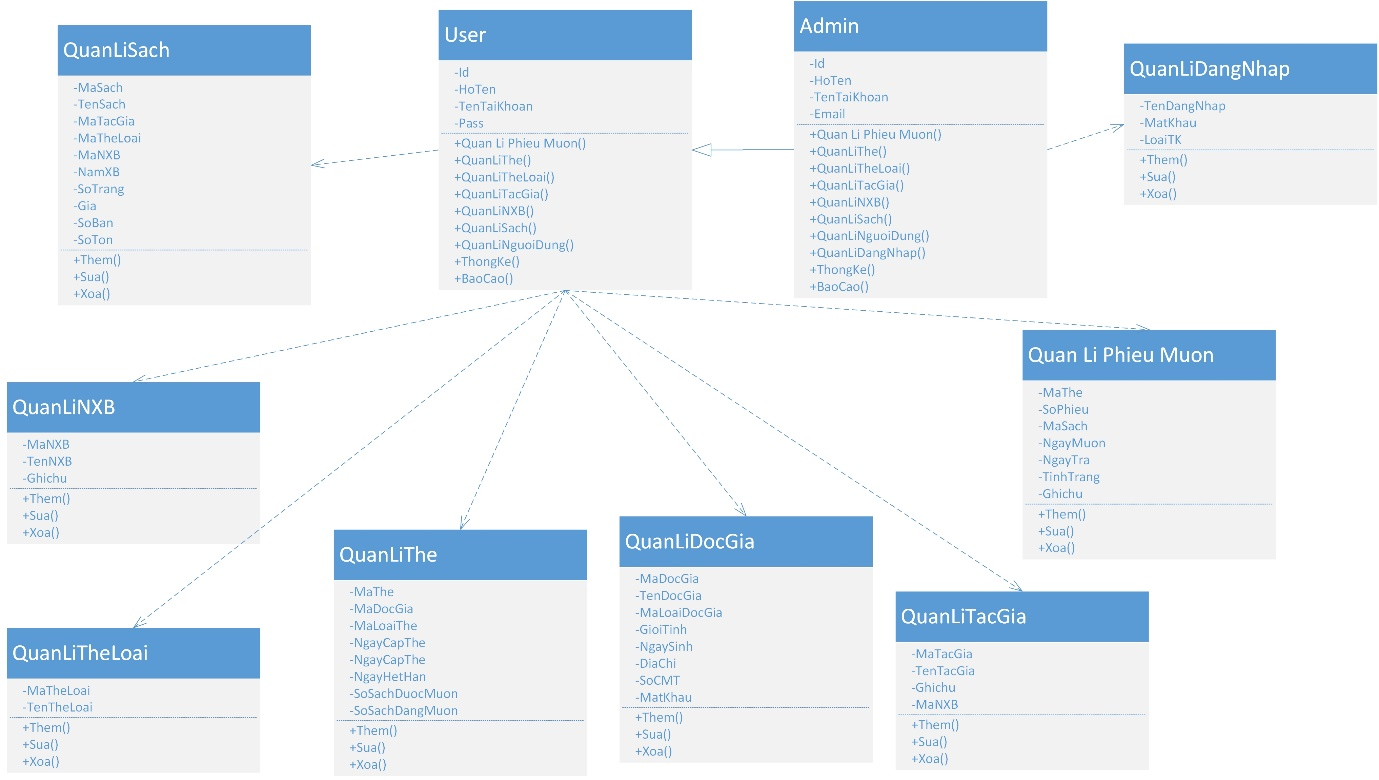 QuanLiSach
-MaSach
-TenSach
-MaTacGia
-MaTheLoai
-MaNXB
-NamXB
-SoTrang
-Gia
-SoBan
-SoTon
+Them()
+Sua()
+Xoa()
User
-Id
-HoTen
-TenTaiKhoan
-Pass
+Quan Li Phieu Muon()
+QuanLiThe()
+QuanLiTheLoai()
+QuanLiTacGia()
+QuanLiNXB()
+QuanLiSach()
+QuanLiNguoiDung()
+ThongKe()
+BaoCao()
Admin
-Id
-HoTen
-TenTaiKhoan
-Email
+Quan Li Phieu Muon()
+QuanLiThe()
+QuanLiTheLoai()
+QuanLiTacGia()
+QuanLiNXB()
+QuanLiSach()
+QuanLiNguoiDung()
+QuanLiDangNhap()
+ThongKe()
+BaoCao()
QuanLiDangNhap
-TenDangNhap
-MatKhau
-LoaiTK
+Them()
+Sua()
+Xoa()
QuanLiNXB
-MaNXB
-TenNXB
-Ghichu
+Them()
+Sua()
+Xoa()
Quan Li Phieu Muon
-MaThe
-SoPhieu
-MaSach
-NgayMuon
-NgayTra
-TinhTrang
-Ghichu
+Them()
+Sua()
+Xoa()
QuanLiTheLoai
-MaTheLoai
-TenTheLoai
+Them()
+Sua()
+Xoa()
QuanLiThe
-MaThe
-MaDocGia
-MaLoaiThe
-NgayCapThe
-NgayCapThe
-NgayHetHan
-SoSachDuocMuon
-SoSachDangMuon
+Them()
+Sua()
+Xoa()
QuanLiDocGia
-MaDocGia
-TenDocGia
-MaLoaiDocGia
-GioiTinh
-NgaySinh
-DiaChi
-SoCMT
-MatKhau
+Them()
+Sua()
+Xoa()
QuanLiTacGia
-MaTacGia
-TenTacGia
-Ghichu
-MaNXB
+Them()
+Sua()
+Xoa()